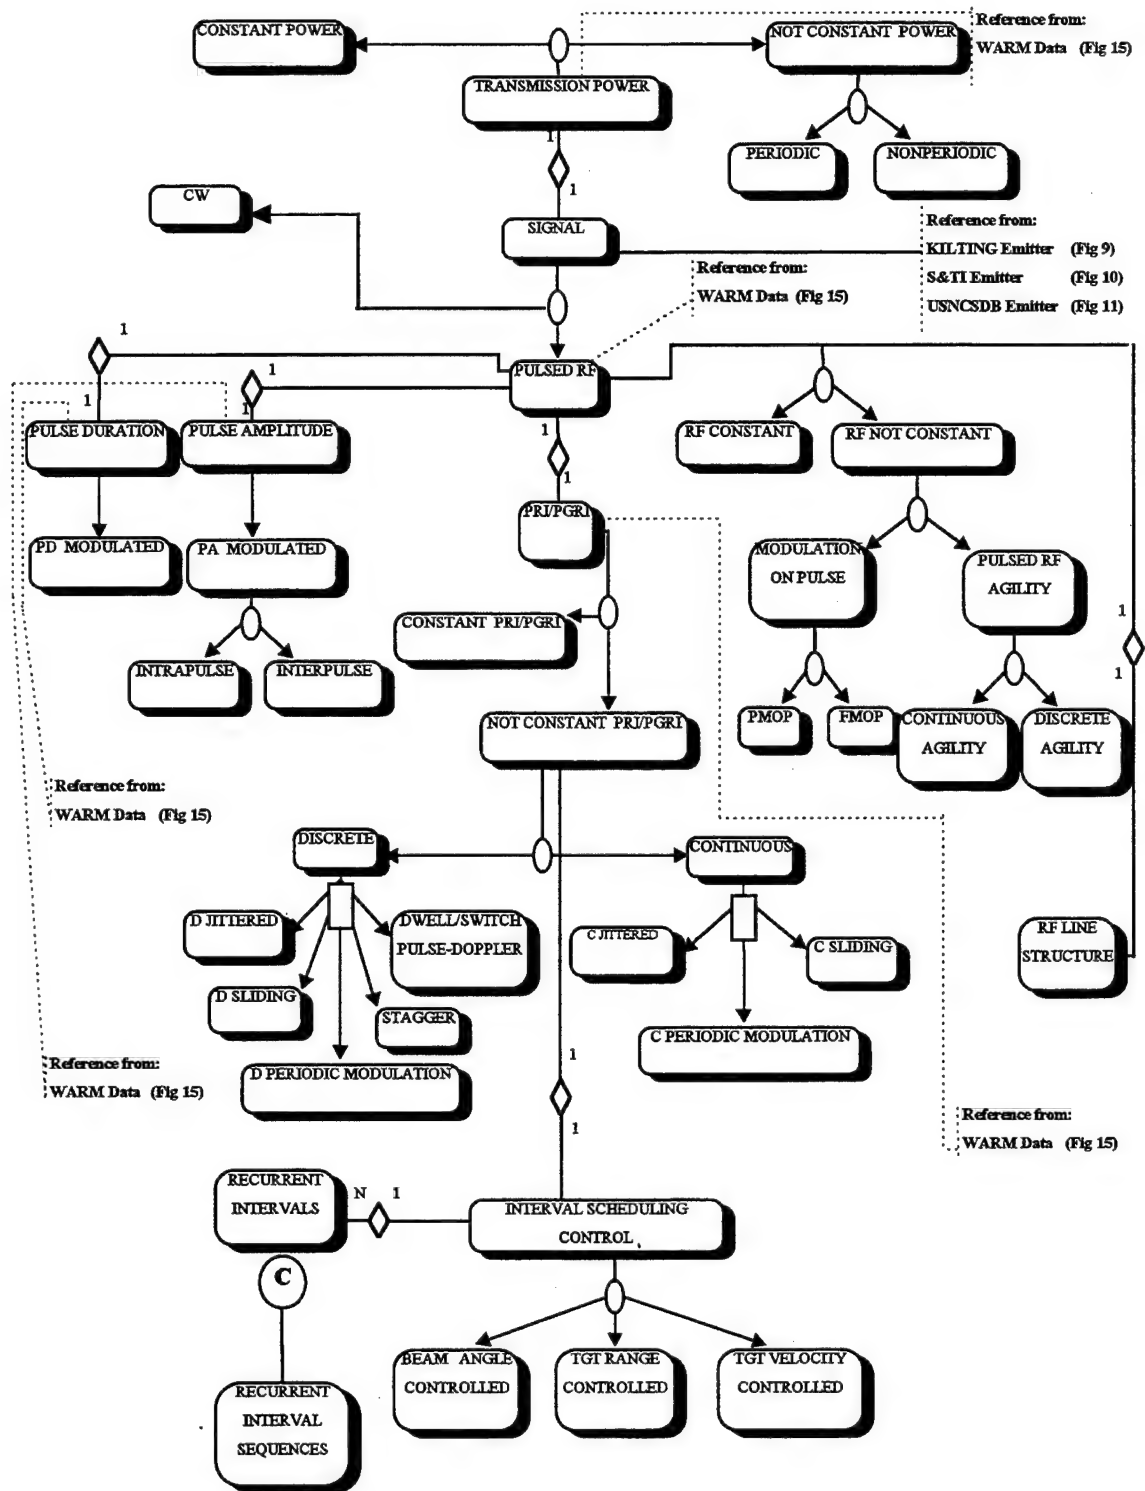 CONSTANT POWER
NOT CONSTANT POWER
Reference from:
WARM Data (Fig 15)
TRANSMISSION POWER
1
1
PERIODIC
NONPERIODIC
CW
SIGNAL
Reference from:
KILTING Emitter (Fig 9)
S&TI Emitter (Fig 10)
USNCSDB Emitter (Fig 11)
Reference from:
WARM Data (Fig 15)
1
1
PULSED RF
1
1
PULSE DURATION
PULSE AMPLITUDE
1
1
RF CONSTANT
RF NOT CONSTANT
PRI/PGRI
PD MODULATED
PA MODULATED
MODULATION
ON PULSE
PULSED RF
AGILITY
CONSTANT PRI/PGRI
1
1
INTRAPULSE
INTERPULSE
NOT CONSTANT PRI/PGRI
PMOP
FMOP
CONTINUOUS
AGILITY
DISCRETE
AGILITY
Reference from:
WARM Data (Fig 15)
DISCRETE
CONTINUOUS
D JITTERED
DWELL/SWITCH
PULSE-DOPPLER
C JITTERED
C SLIDING
RF LINE
STRUCTURE
D SLIDING
STAGGER
C PERIODIC MODULATION
D PERIODIC MODULATION
Reference from:
WARM Data (Fig 15)
1
1
Reference from:
WARM Data (Fig 15)
RECURRENT
INTERVALS
N 1
INTERVAL SCHEDULING
CONTROL
C
BEAM ANGLE
CONTROLLED
TGT RANGE
CONTROLLED
TGT VELOCITY
CONTROLLED
RECURRENT
INTERVAL
SEQUENCES